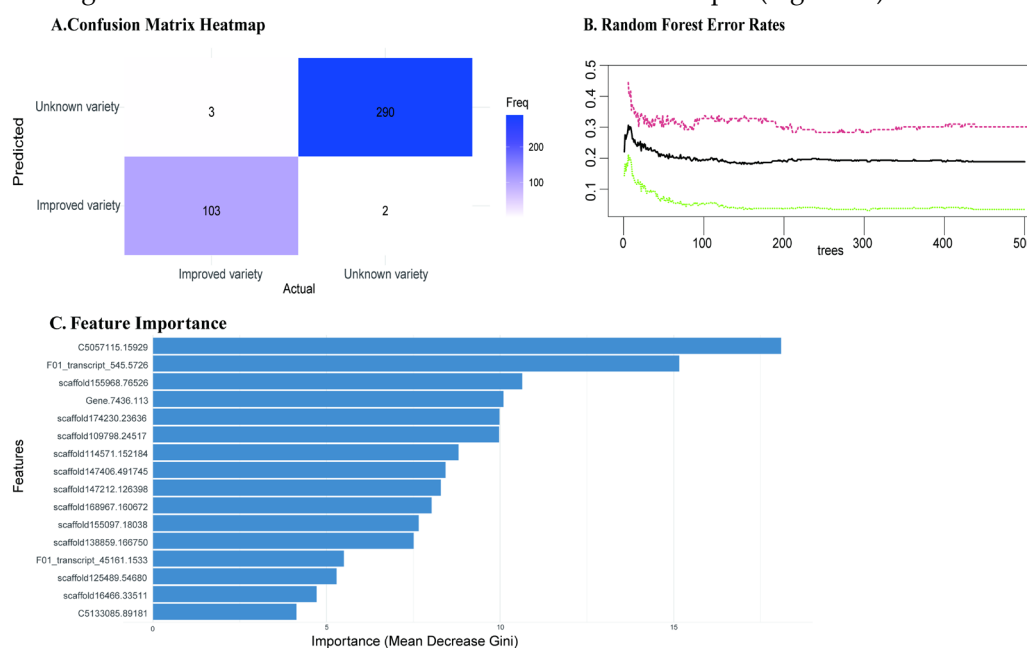 A.Confusion Matrix Heatmap
Predicted
Unknown variety
3
290
Improved variety
103
2
Improved variety
Unknown variety
Actual
Freq
200
100
B. Random Forest Error Rates
0.5
0.4
0.3
0.2
0.1
0
100
200
300
400
trees
C. Feature Importance
Features
C5057115.15929
F01_transcript_545.5726
scaffold155968.76526
Gene.7436.113
scaffold174230.23636
scaffold109798.24517
scaffold114571.152184
scaffold147406.491745
scaffold147212.126398
scaffold168967.160672
scaffold155097.18038
scaffold138859.166750
F01_transcript_45161.1533
scaffold125489.54680
scaffold16466.33511
C5133085.89181
0
5
10
15
Importance (Mean Decrease Gini)